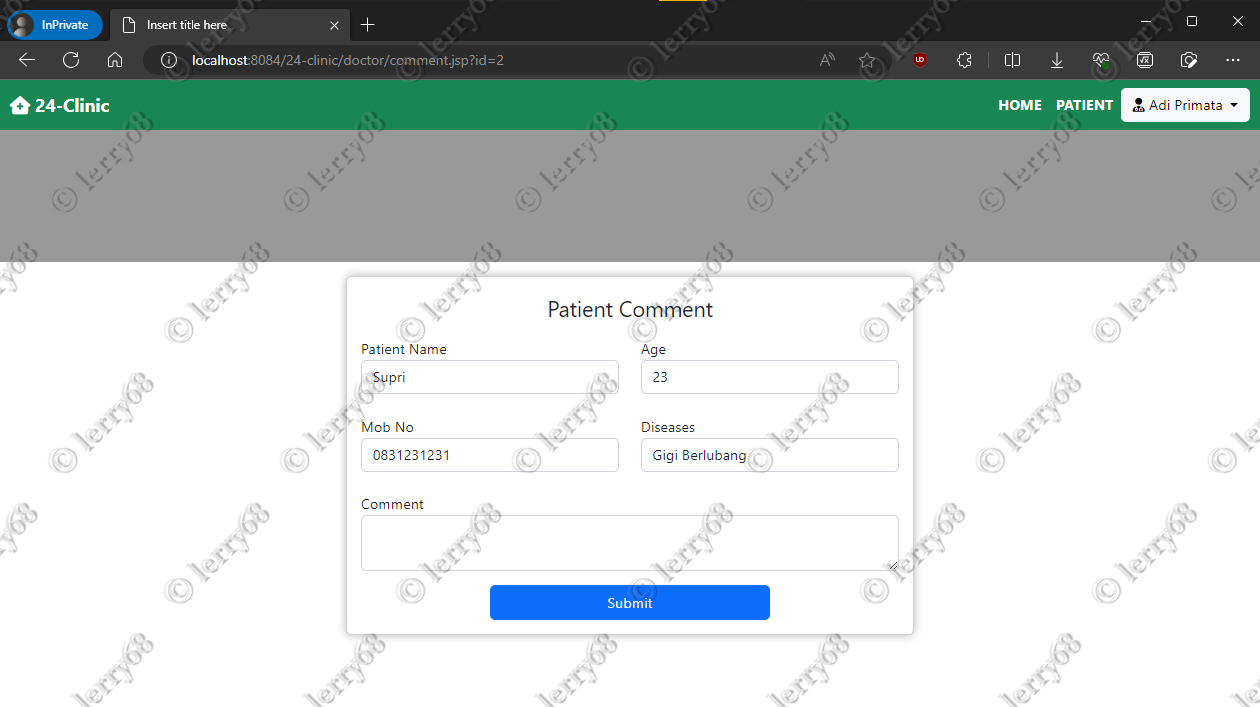 InPrivate
Insert title here
localhost:8084/24-clinic/doctor/comment.jsp?id=2
24-Clinic
HOME PATIENT Adi Primata
Patient Comment
Patient Name Age
Supri 23
Mob No Diseases
0831231231 Gigi Berlubang
Comment
Submit
© lerry68